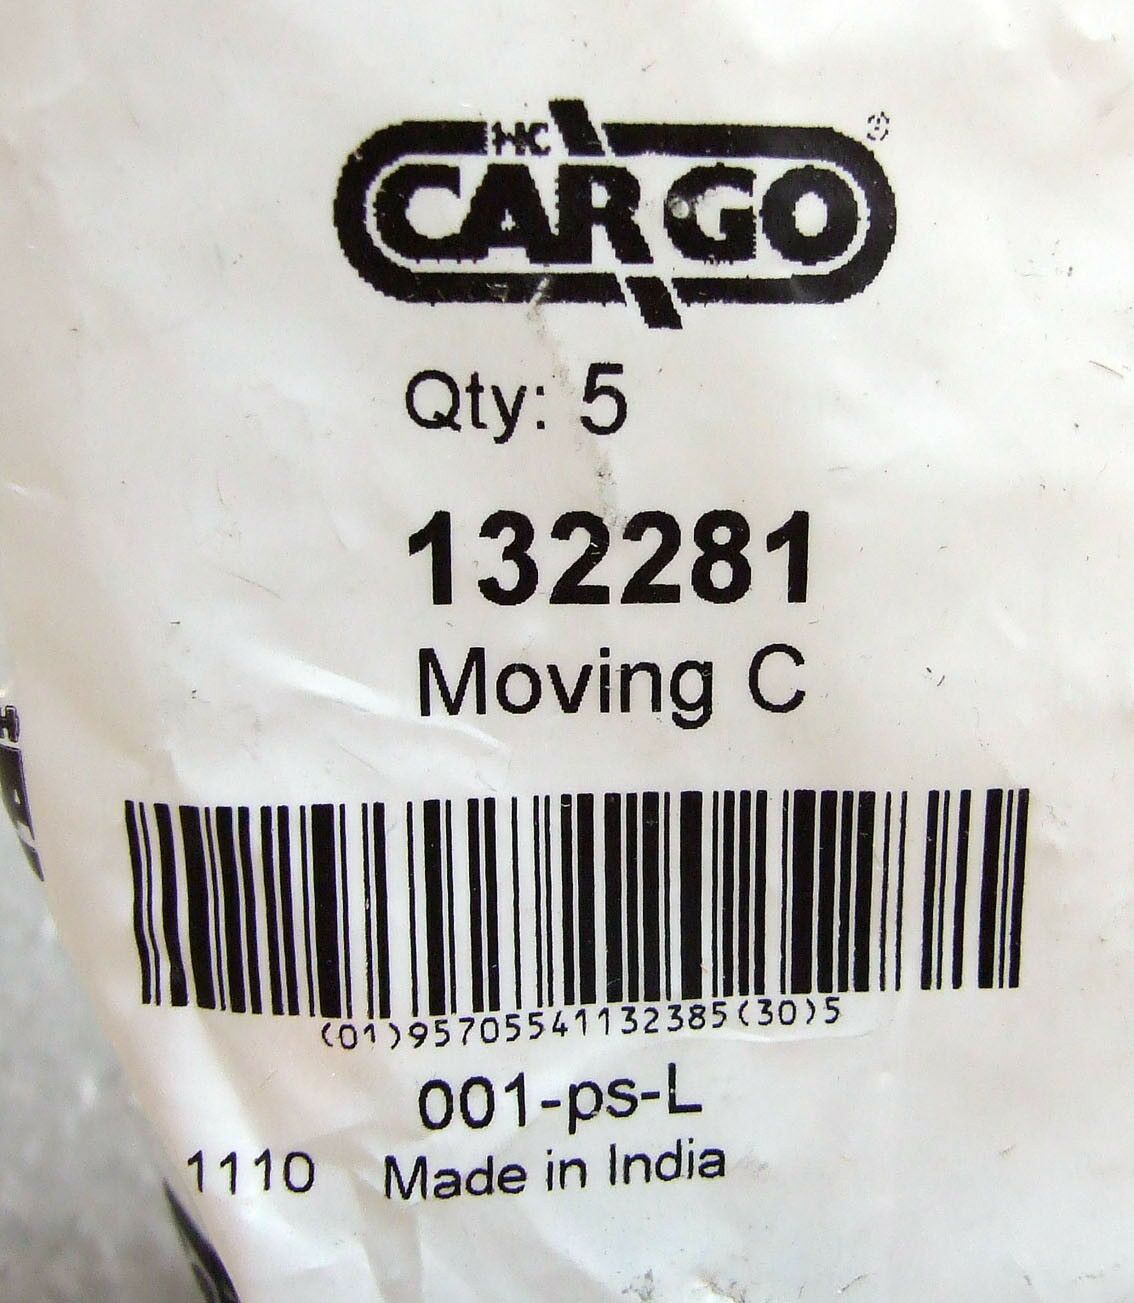 HC
CARGO
Qty: 5
132281
Moving C
(01)95705541132385(30)5
001-ps-L
1110 Made in India